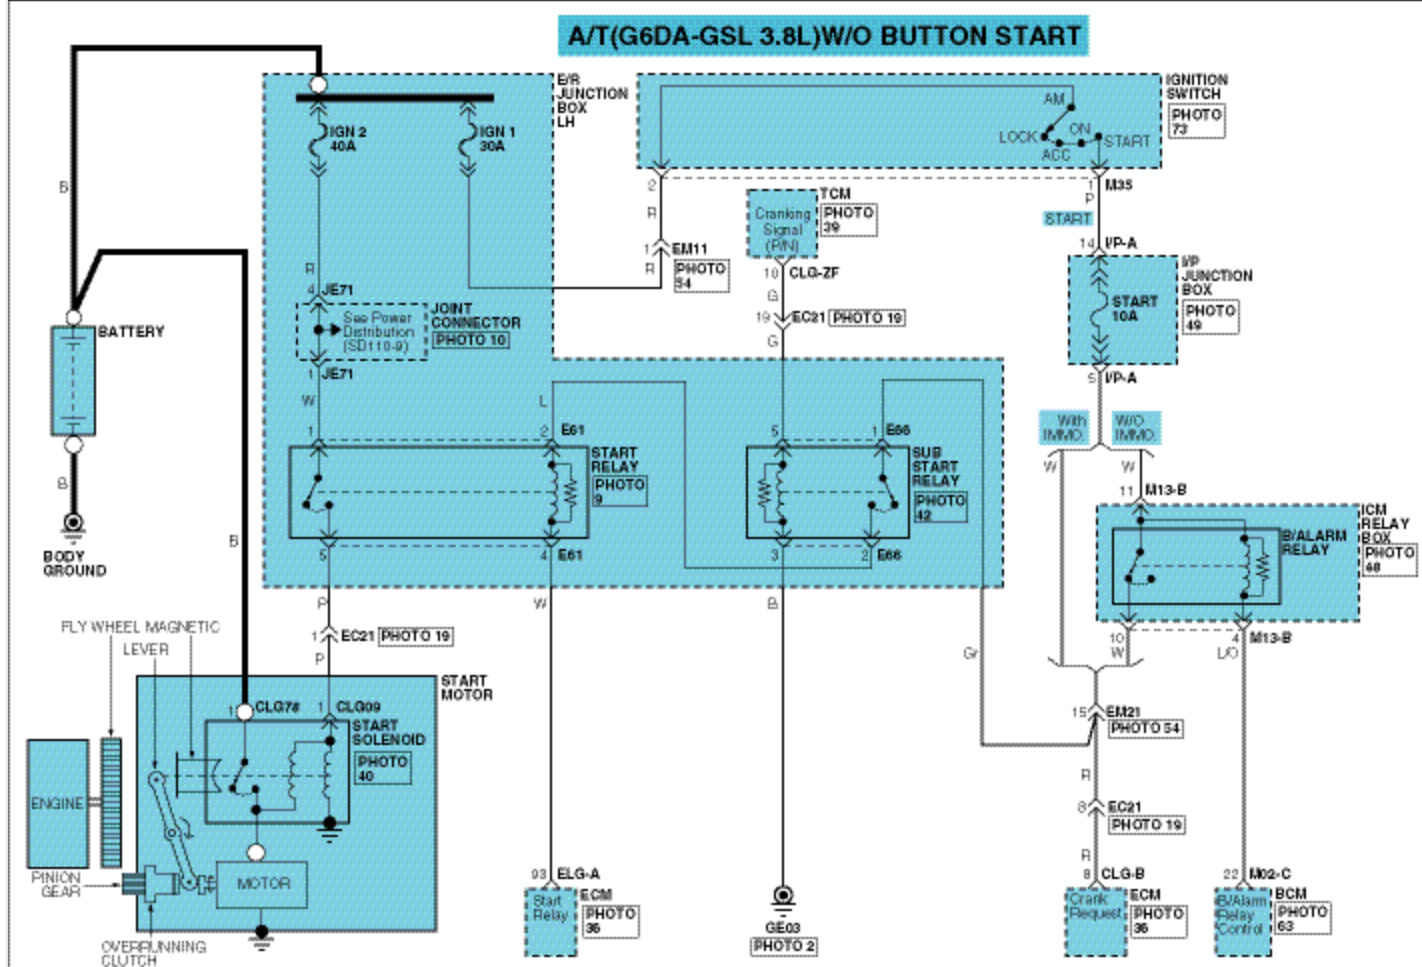 A/T(G6DA-GSL 3.8L)W/O BUTTON START
E/R
JUNCTION
BOX
LH
IGN 2
40A
IGN 1
30A
IGNITION
SWITCH
PHOTO
73
AM
LOCK
ACC
ON
START
2
1
M35
P
START
R
1
EM11
R
PHOTO
54
Cranking
Signal
(P/N)
TCM
PHOTO
39
10
CLG-ZF
G
19
EC21
PHOTO 19
G
14
I/P-A
START
10A
I/P
JUNCTION
BOX
PHOTO
49
5
I/P-A
B
BATTERY
B
BODY
GROUND
B
R
4
JE71
See Power
Distribution
(SD110-9)
JOINT
CONNECTOR
PHOTO 10
1
JE71
W
L
1
2
E61
START
RELAY
PHOTO
9
5
4
E61
5
1
E66
SUB
START
RELAY
PHOTO
42
3
2
E66
With
IMMO.
W/O
IMMO.
W
W
11
M13-B
B/ALARM
RELAY
ICM
RELAY
BOX
PHOTO
48
10
W
4
M13-B
L/O
P
1
EC21
PHOTO 19
P
W
B
Gr
15
EM21
PHOTO 54
R
8
EC21
PHOTO 19
R
8
CLG-B
Crank
Request
ECM
PHOTO
36
22
M02-C
B/Alarm
Relay
Control
BCM
PHOTO
63
93
ELG-A
Start
Relay
ECM
PHOTO
36
GE03
PHOTO 2
FLY WHEEL MAGNETIC
LEVER
START
MOTOR
1
CLG78
1
CLG09
START
SOLENOID
PHOTO
40
ENGINE
PINION
GEAR
MOTOR
OVERRUNNING
CLUTCH